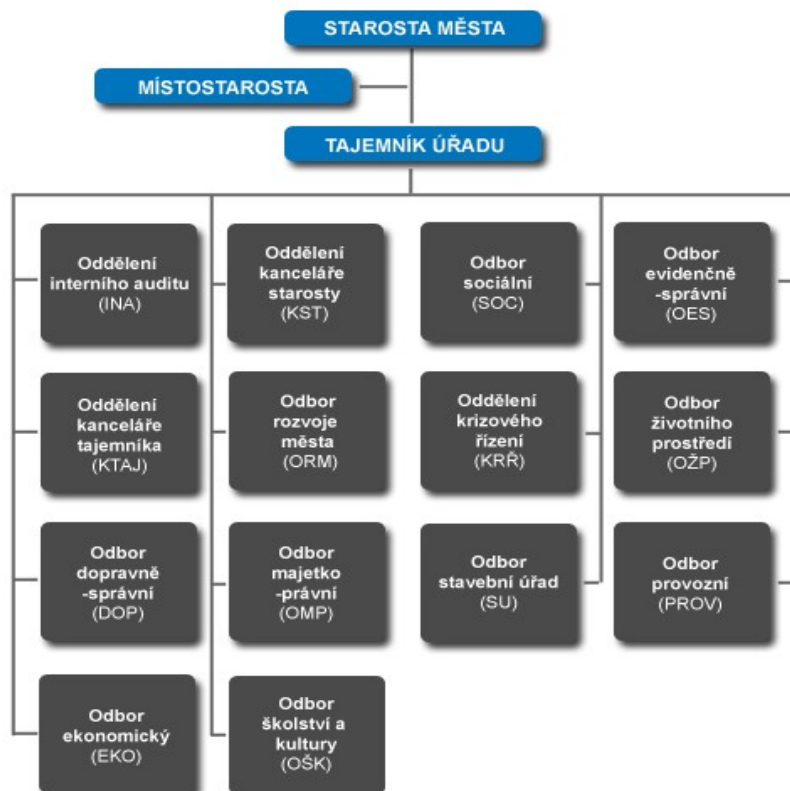 STAROSTA MĚSTA
MÍSTOSTAROSTA
TAJEMNÍK ÚŘADU
Oddělení
interního auditu
(INA)
Oddělení
kanceláře
starosty
(KST)
Odbor
sociální
(SOC)
Odbor
evidenčně
-správní
(OES)
Oddělení
kanceláře
tajemníka
(KTAJ)
Odbor
rozvoje
města
(ORM)
Oddělení
krizového
řízení
(KRŘ)
Odbor
životního
prostředí
(OŽP)
Odbor
dopravně
-správní
(DOP)
Odbor
majetko
-právní
(OMP)
Odbor
stavební úřad
(SU)
Odbor
provozní
(PROV)
Odbor
ekonomický
(EKO)
Odbor
školství a
kultury
(OŠK)